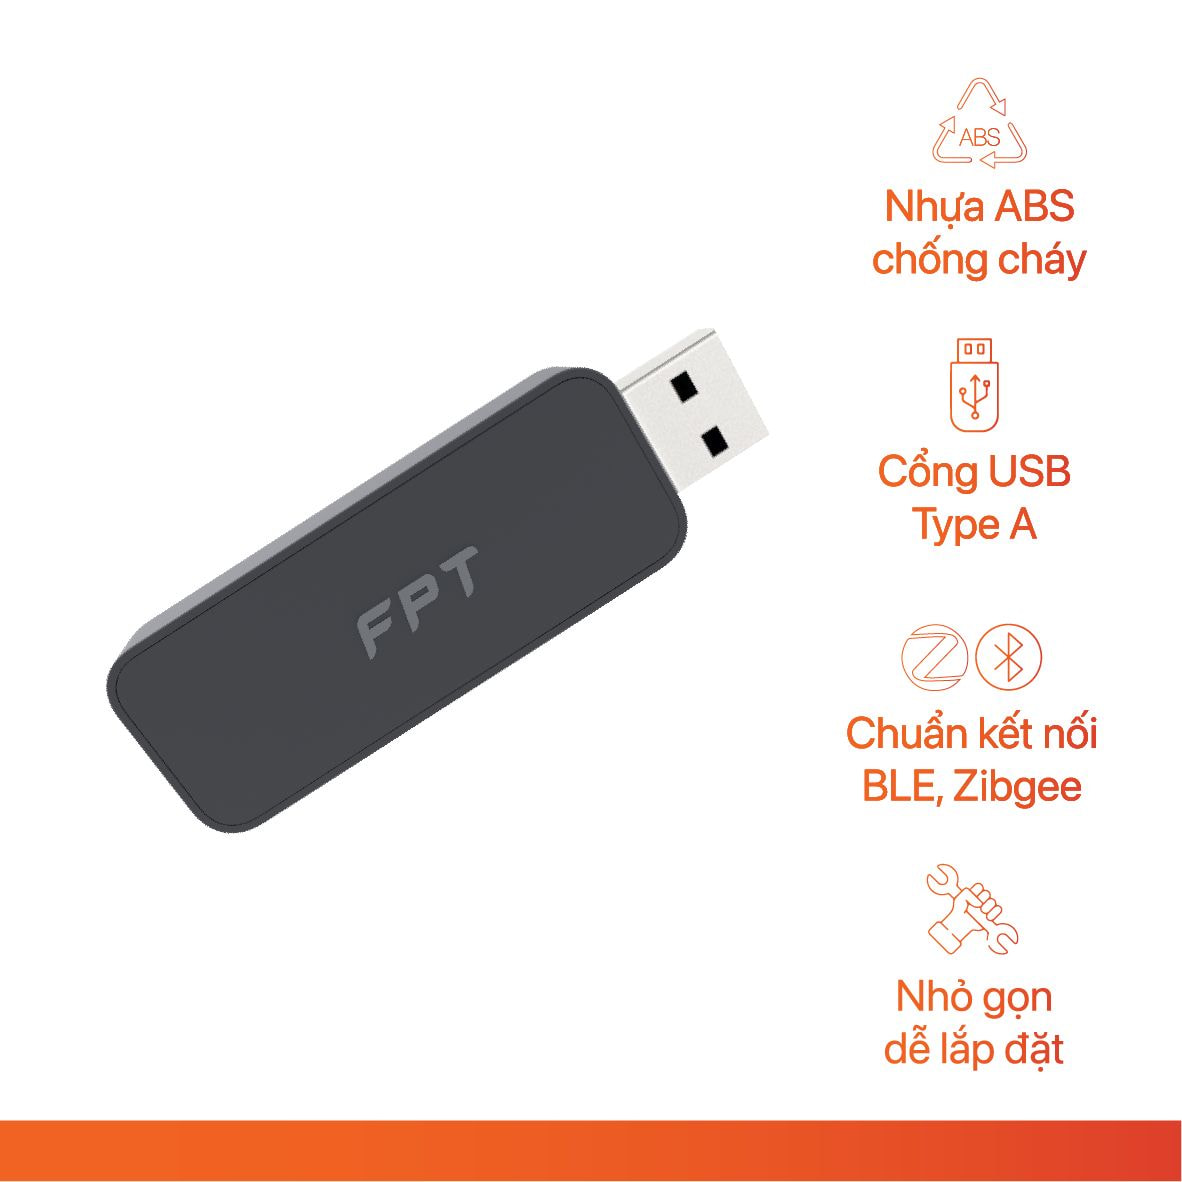 ABS
Nhựa ABS
chống cháy
FPT
Cổng USB
Type A
Chuẩn kết nối
BLE, Zibgee
Nhỏ gọn
dễ lắp đặt